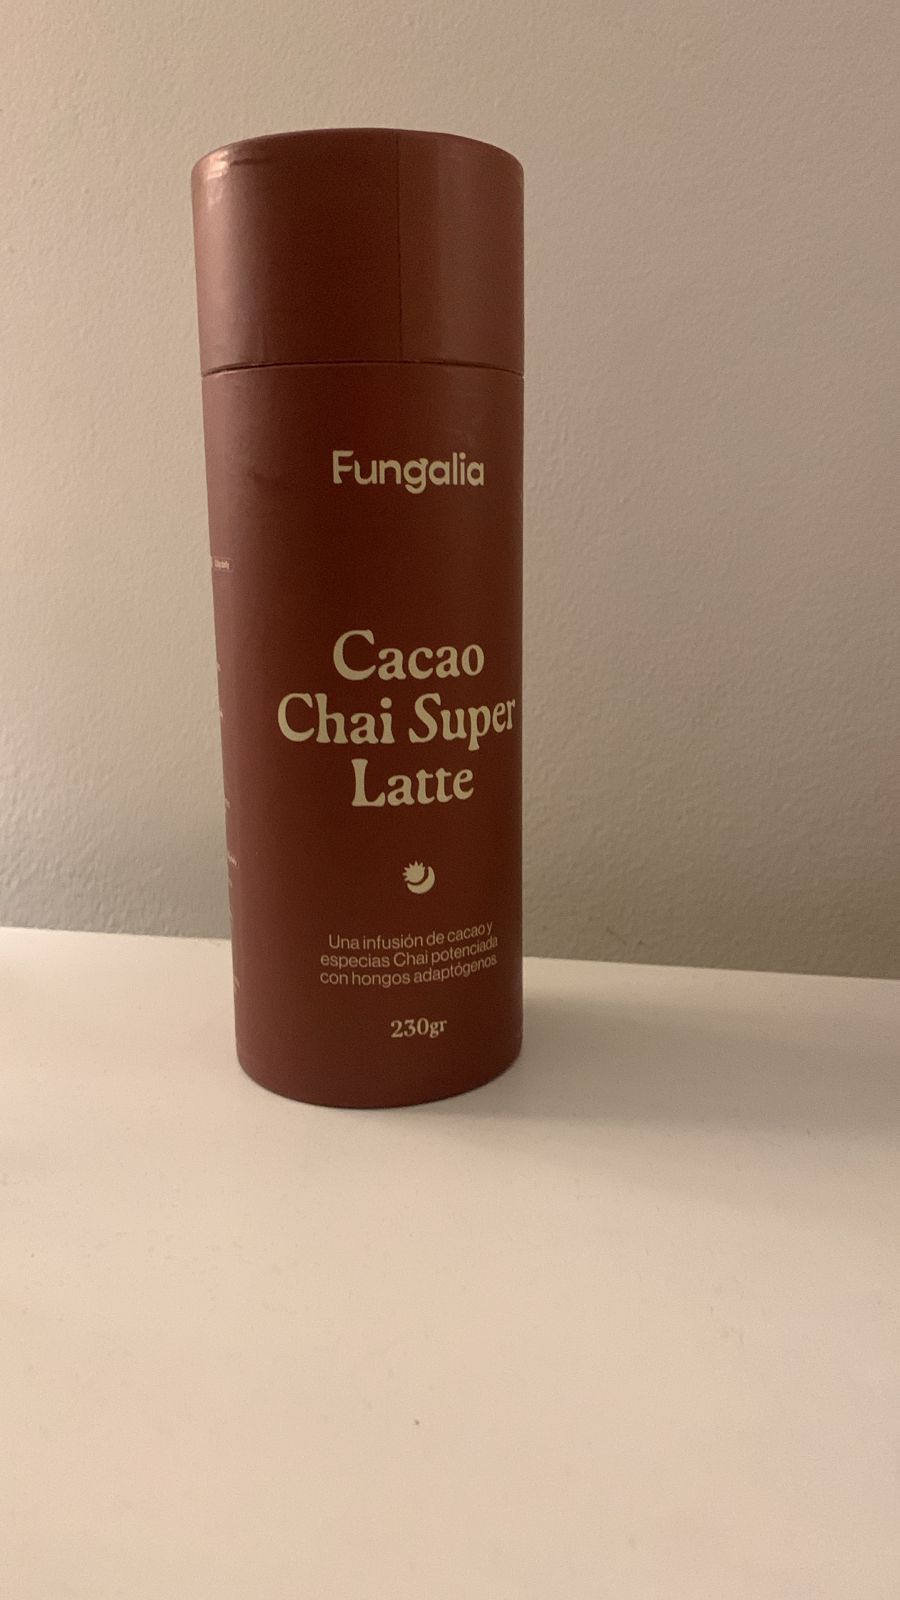 Fungalia
Cacao
Chai Super
Latte
Una infusión de cacao y
especias Chai potenciada
con hongos adaptógenos
230gr